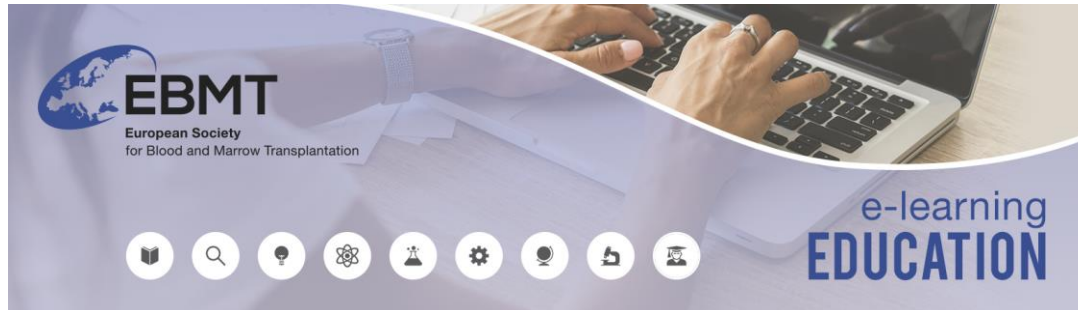 EBMT
European Society
for Blood and Marrow Transplantation
e-learning
EDUCATION